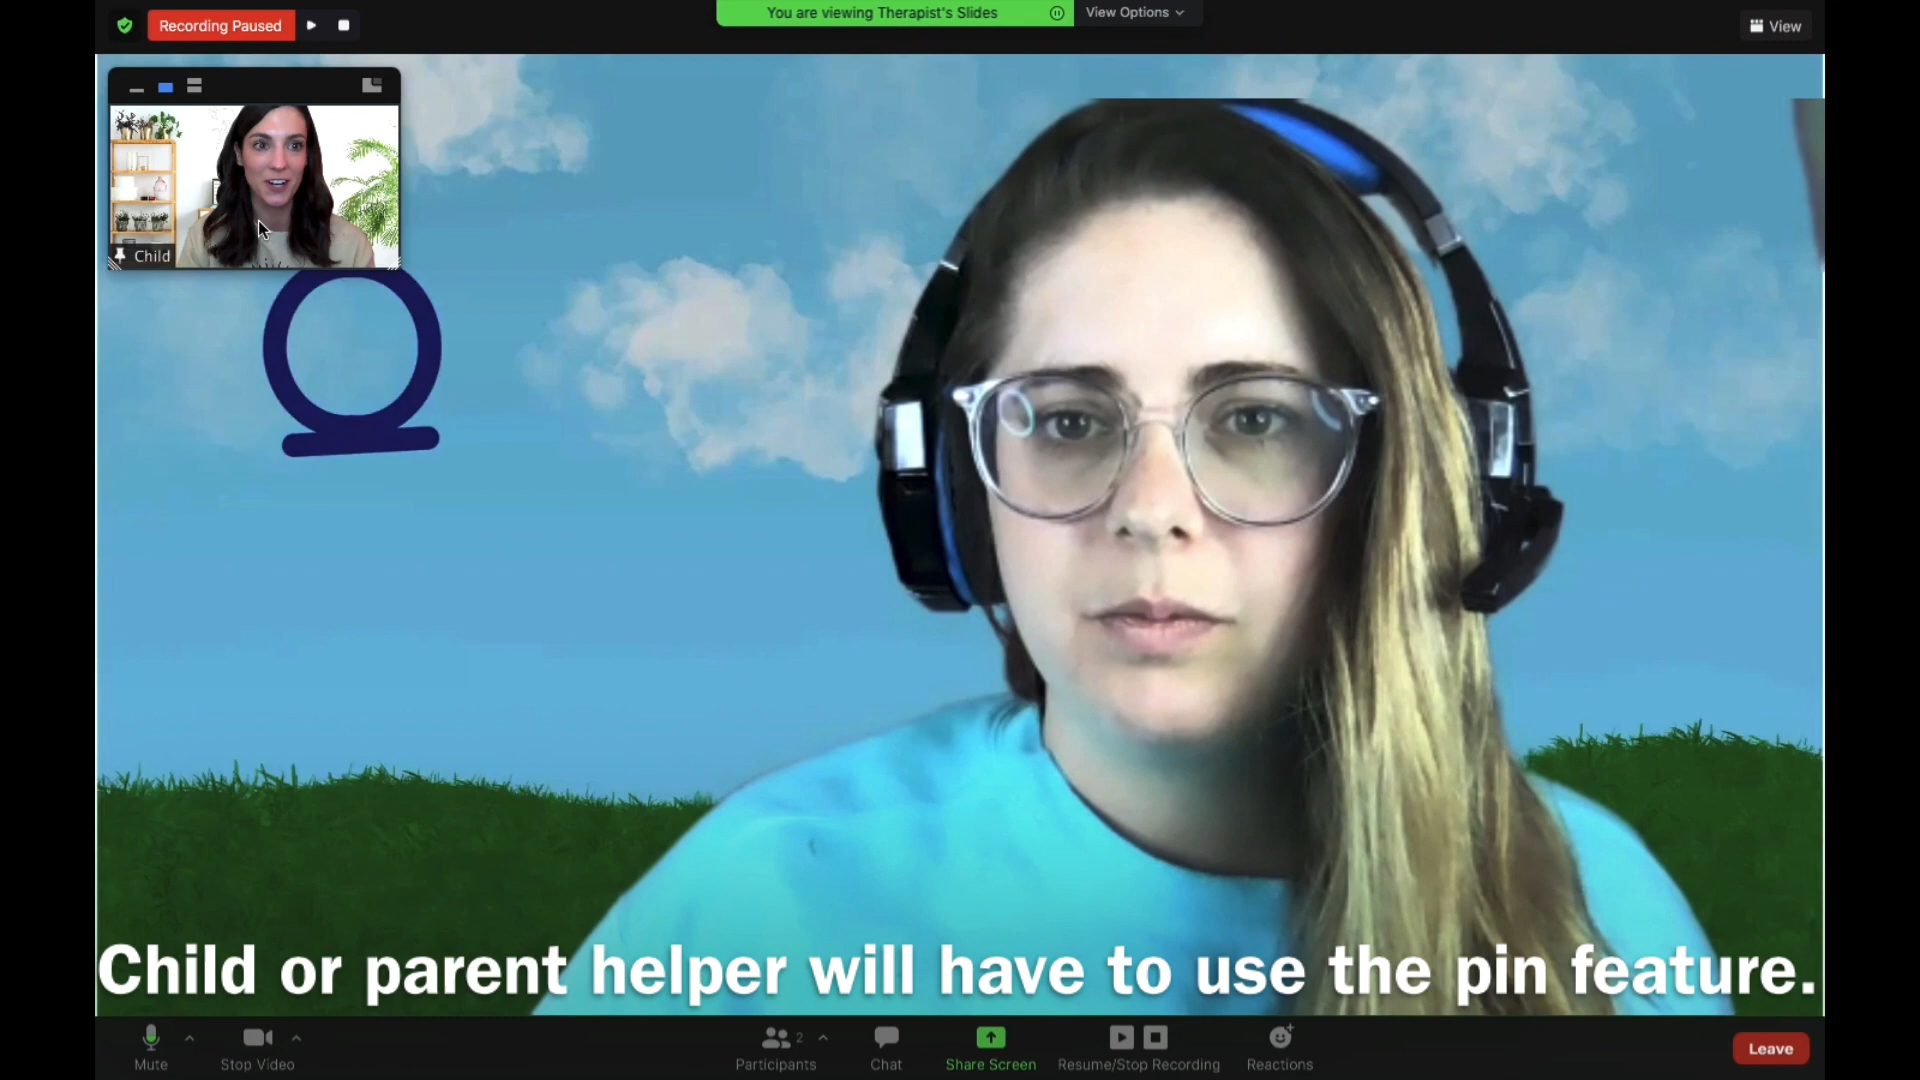 Recording Paused
You are viewing Therapist's Slides
View Options
View
Child
Child or parent helper will have to use the pin feature.
Mute
Stop Video
2
Participants
Chat
Share Screen
Resume/Stop Recording
Reactions
Leave